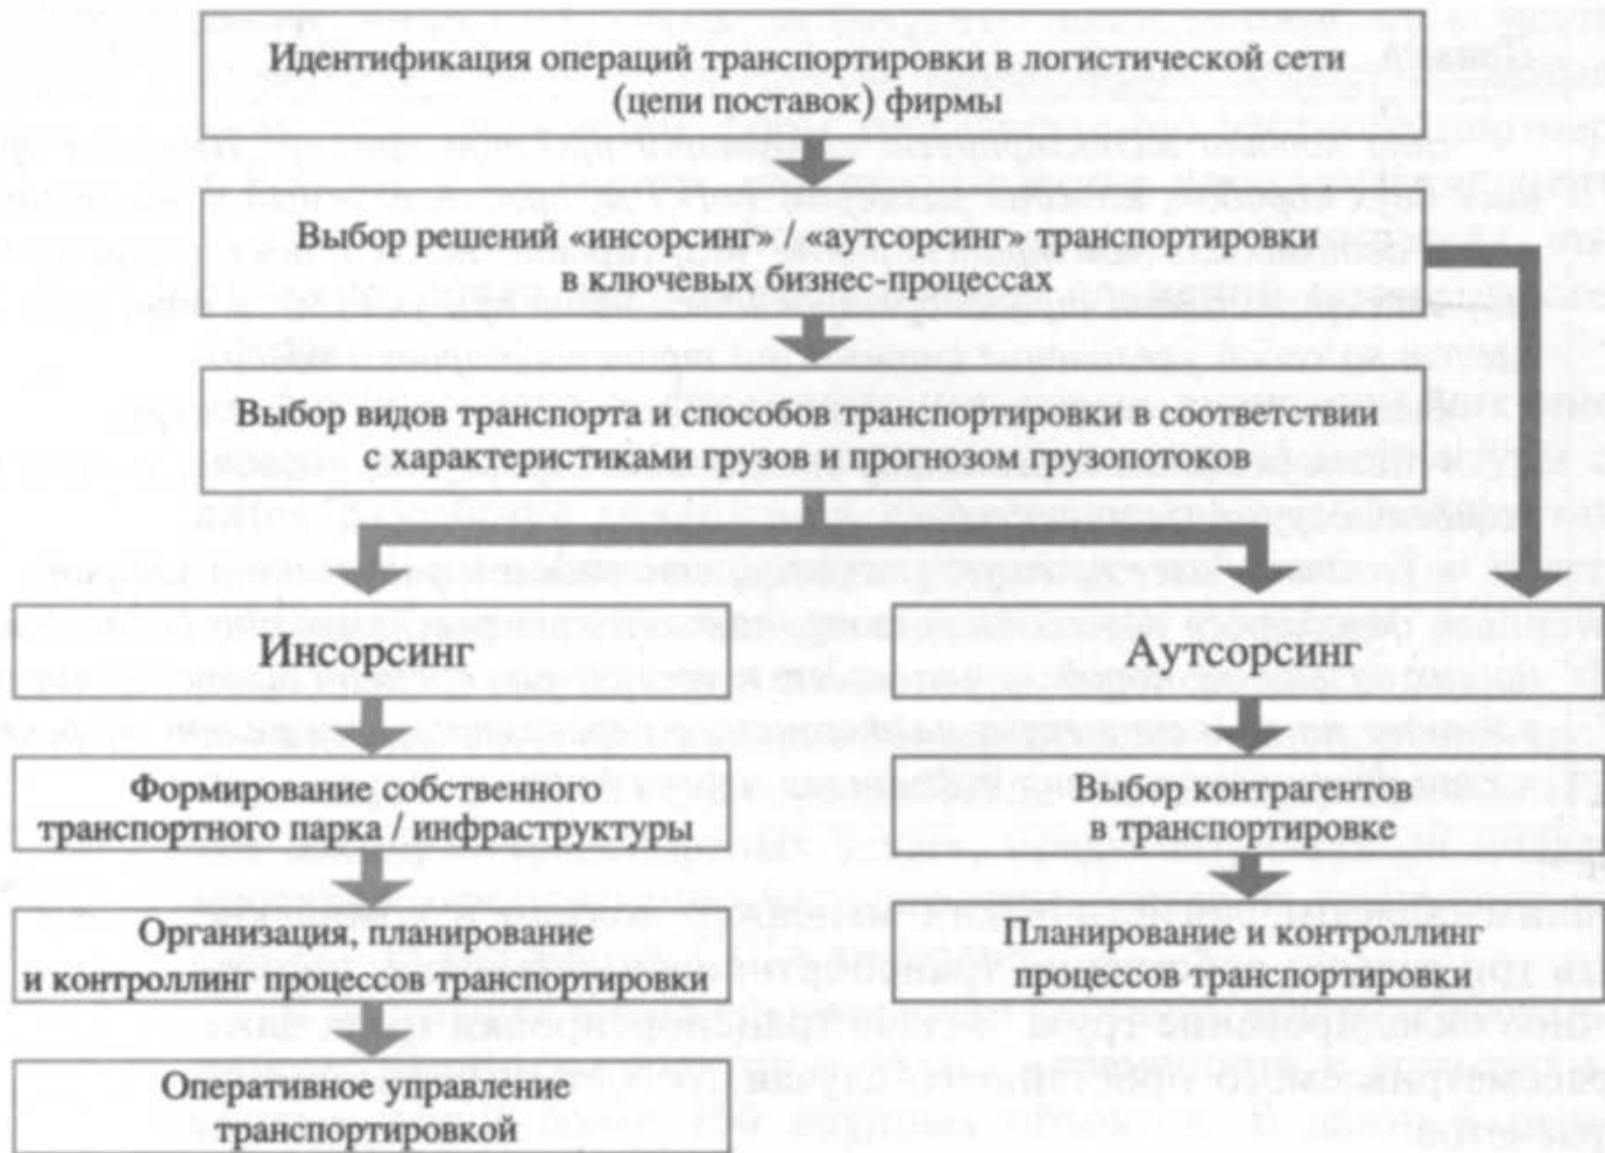 Идентификация операций транспортировки в логистической сети
(цепи поставок) фирмы
Выбор решений «инсорсинг» / «аутсорсинг» транспортировки
в ключевых бизнес-процессах
Выбор видов транспорта и способов транспортировки в соответствии
с характеристиками грузов и прогнозом грузопотоков
Инсорсинг
Аутсорсинг
Формирование собственного
транспортного парка / инфраструктуры
Выбор контрагентов
в транспортировке
Организация, планирование
и контроллинг процессов транспортировки
Планирование и контроллинг
процессов транспортировки
Оперативное управление
транспортировкой